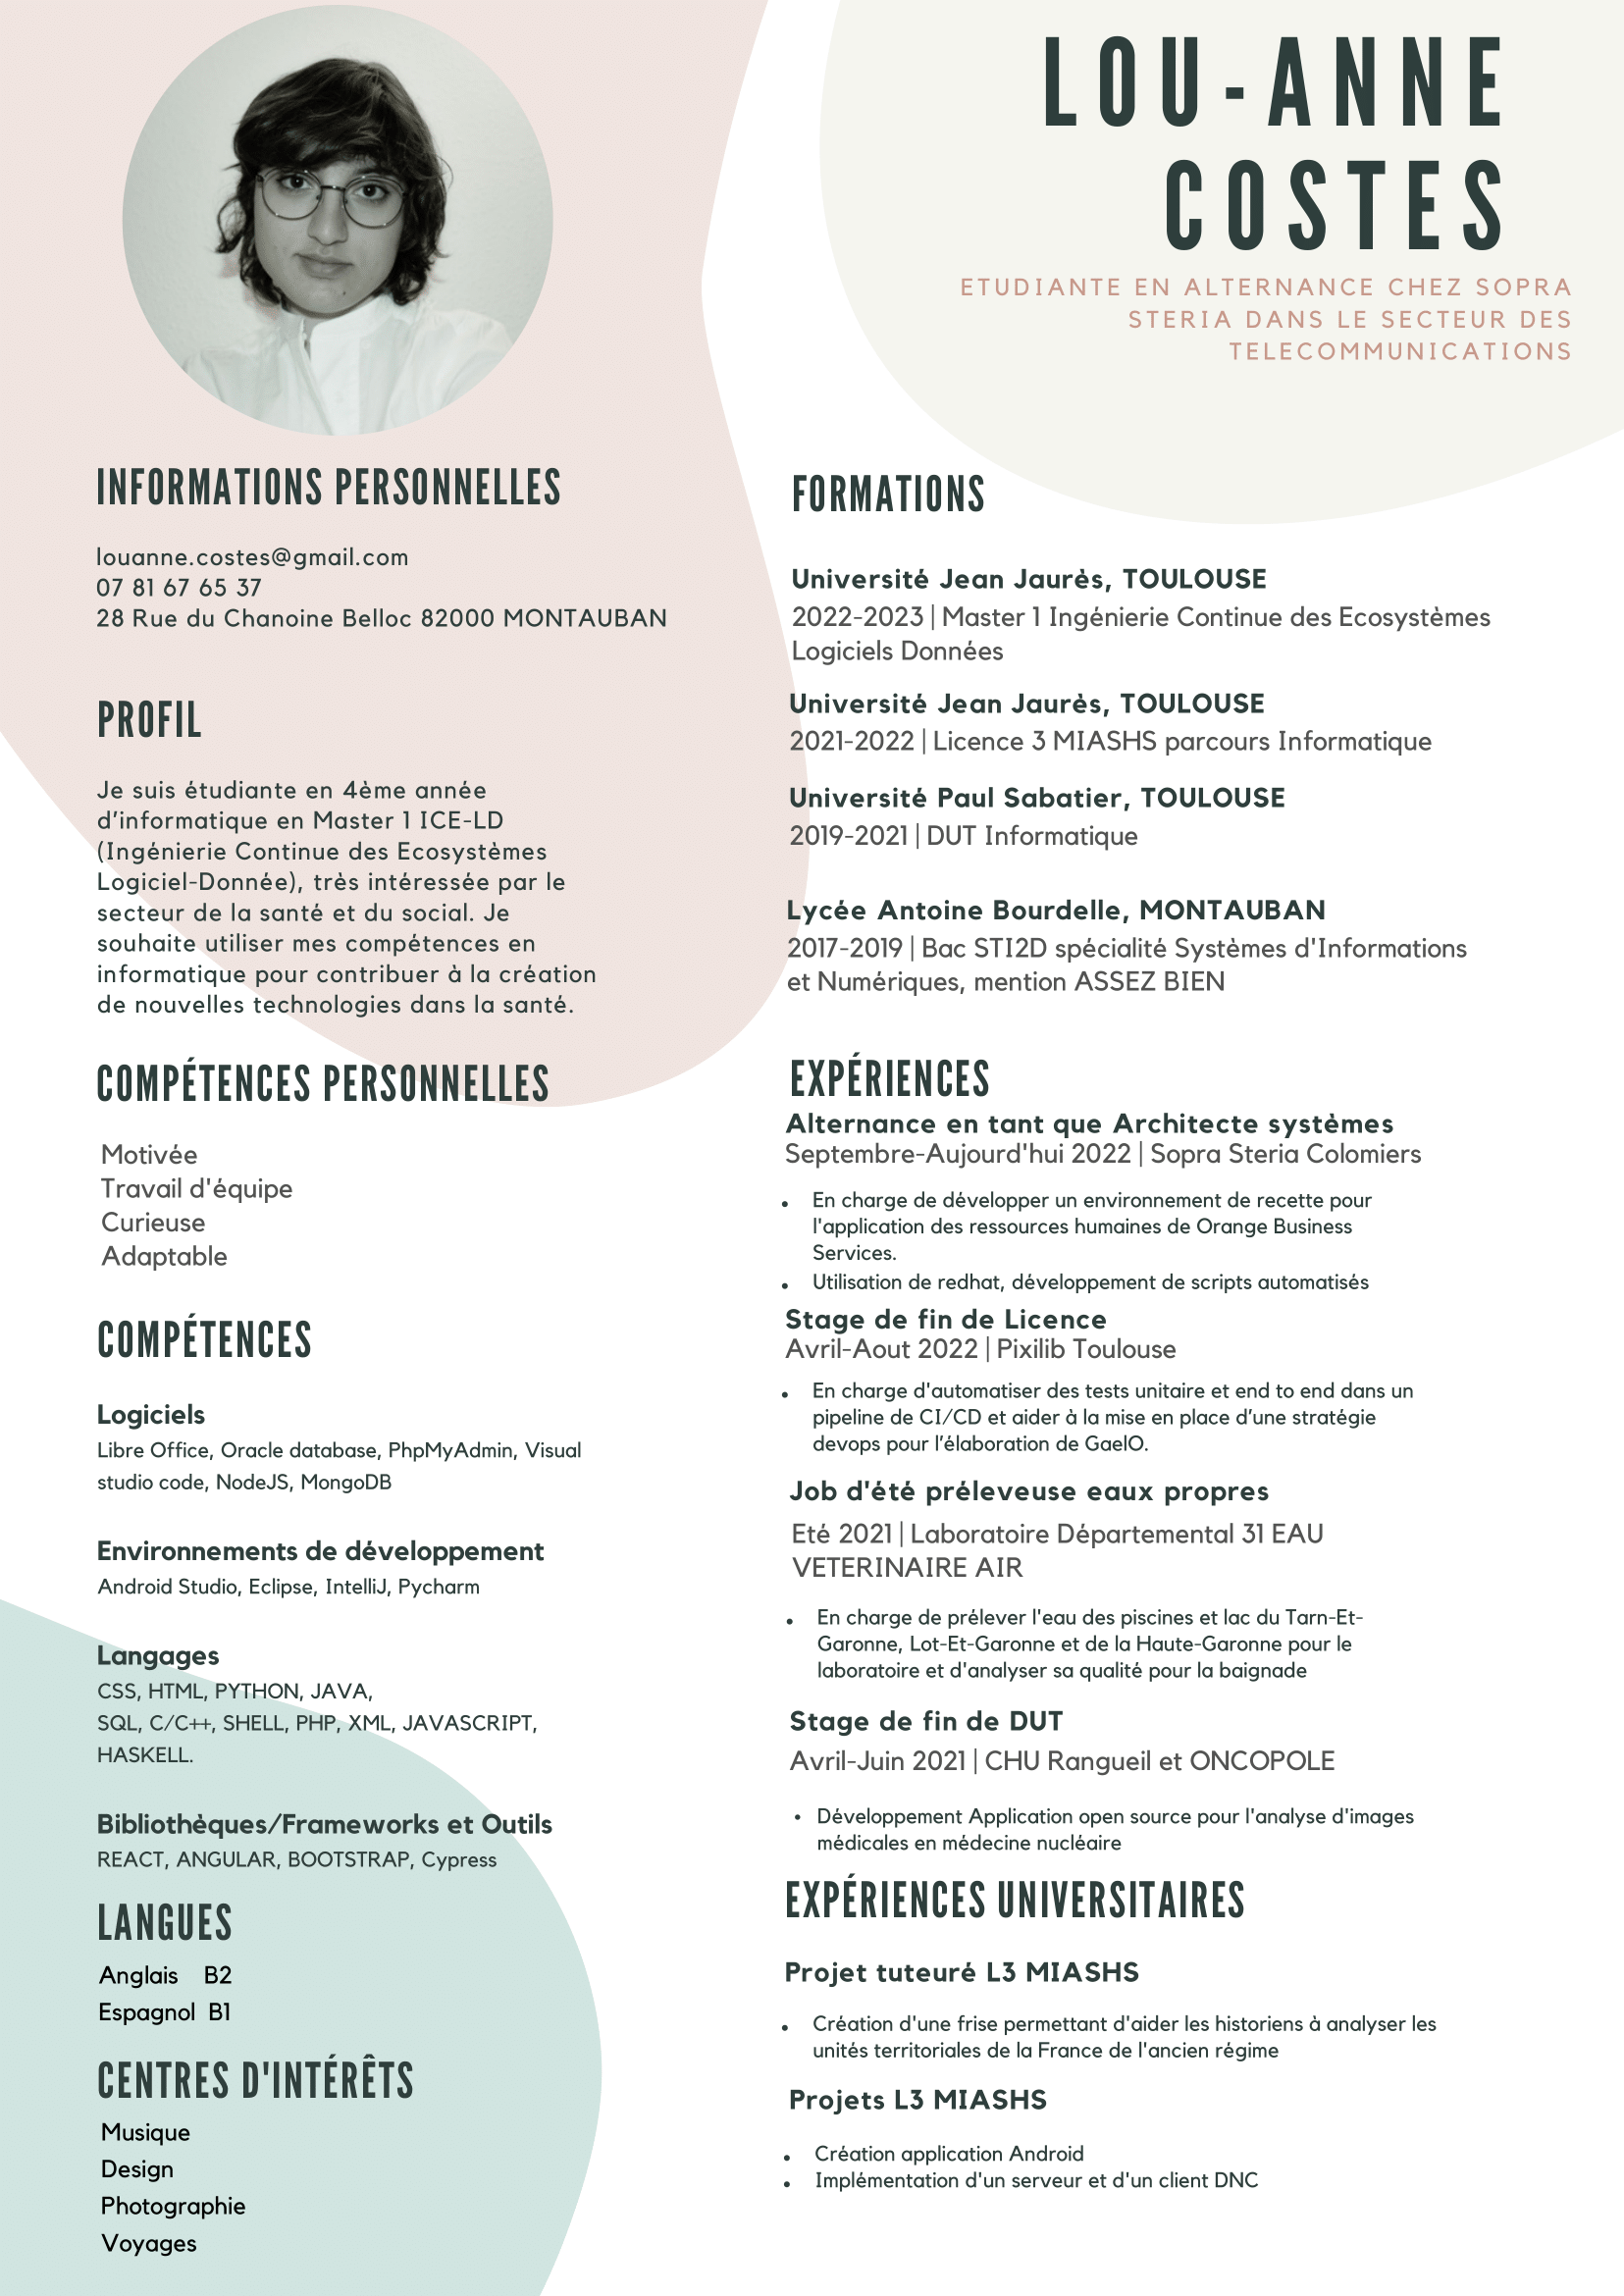 LOU-ANNE
COSTES
ETUDIANTE EN ALTERNANCE CHEZ SOPRA
STERIA DANS LE SECTEUR DES
TELECOMMUNICATIONS
INFORMATIONS PERSONNELLES
louanne.costes@gmail.com
07 81 67 65 37
28 Rue du Chanoine Belloc 82000 MONTAUBAN
PROFIL
Je suis étudiante en 4ème année
d'informatique en Master 1 ICE-LD
(Ingénierie Continue des Ecosystèmes
Logiciel-Donnée), très intéressée par le
secteur de la santé et du social. Je
souhaite utiliser mes compétences en
informatique pour contribuer à la création
de nouvelles technologies dans la santé.
COMPÉTENCES PERSONNELLES
Motivée
Travail d'équipe
Curieuse
Adaptable
COMPÉTENCES
Logiciels
Libre Office, Oracle database, PhpMyAdmin, Visual
studio code, NodeJS, MongoDB
Environnements de développement
Android Studio, Eclipse, IntelliJ, Pycharm
Langages
CSS, HTML, PYTHON, JAVA,
SQL, C/C++, SHELL, PHP, XML, JAVASCRIPT,
HASKELL.
Bibliothèques/Frameworks et Outils
REACT, ANGULAR, BOOTSTRAP, Cypress
LANGUES
Anglais B2
Espagnol B1
CENTRES D'INTÉRÊTS
Musique
Design
Photographie
Voyages
FORMATIONS
Université Jean Jaurès, TOULOUSE
2022-2023 | Master 1 Ingénierie Continue des Ecosystèmes
Logiciels Données
Université Jean Jaurès, TOULOUSE
2021-2022 | Licence 3 MIASHS parcours Informatique
Université Paul Sabatier, TOULOUSE
2019-2021 | DUT Informatique
Lycée Antoine Bourdelle, MONTAUBAN
2017-2019 | Bac STI2D spécialité Systèmes d'Informations
et Numériques, mention ASSEZ BIEN
EXPÉRIENCES
Alternance en tant que Architecte systèmes
Septembre-Aujourd'hui 2022 | Sopra Steria Colomiers
• En charge de développer un environnement de recette pour
l'application des ressources humaines de Orange Business
Services.
• Utilisation de redhat, développement de scripts automatisés
Stage de fin de Licence
Avril-Aout 2022 | Pixilib Toulouse
• En charge d'automatiser des tests unitaire et end to end dans un
pipeline de CI/CD et aider à la mise en place d'une stratégie
devops pour l'élaboration de GaelO.
Job d'été préleveuse eaux propres
Eté 2021 | Laboratoire Départemental 31 EAU
VETERINAIRE AIR
• En charge de prélever l'eau des piscines et lac du Tarn-Et-
Garonne, Lot-Et-Garonne et de la Haute-Garonne pour le
laboratoire et d'analyser sa qualité pour la baignade
Stage de fin de DUT
Avril-Juin 2021 | CHU Rangueil et ONCOPOLE
• Développement Application open source pour l'analyse d'images
médicales en médecine nucléaire
EXPÉRIENCES UNIVERSITAIRES
Projet tuteuré L3 MIASHS
• Création d'une frise permettant d'aider les historiens à analyser les
unités territoriales de la France de l'ancien régime
Projets L3 MIASHS
• Création application Android
• Implémentation d'un serveur et d'un client DNC